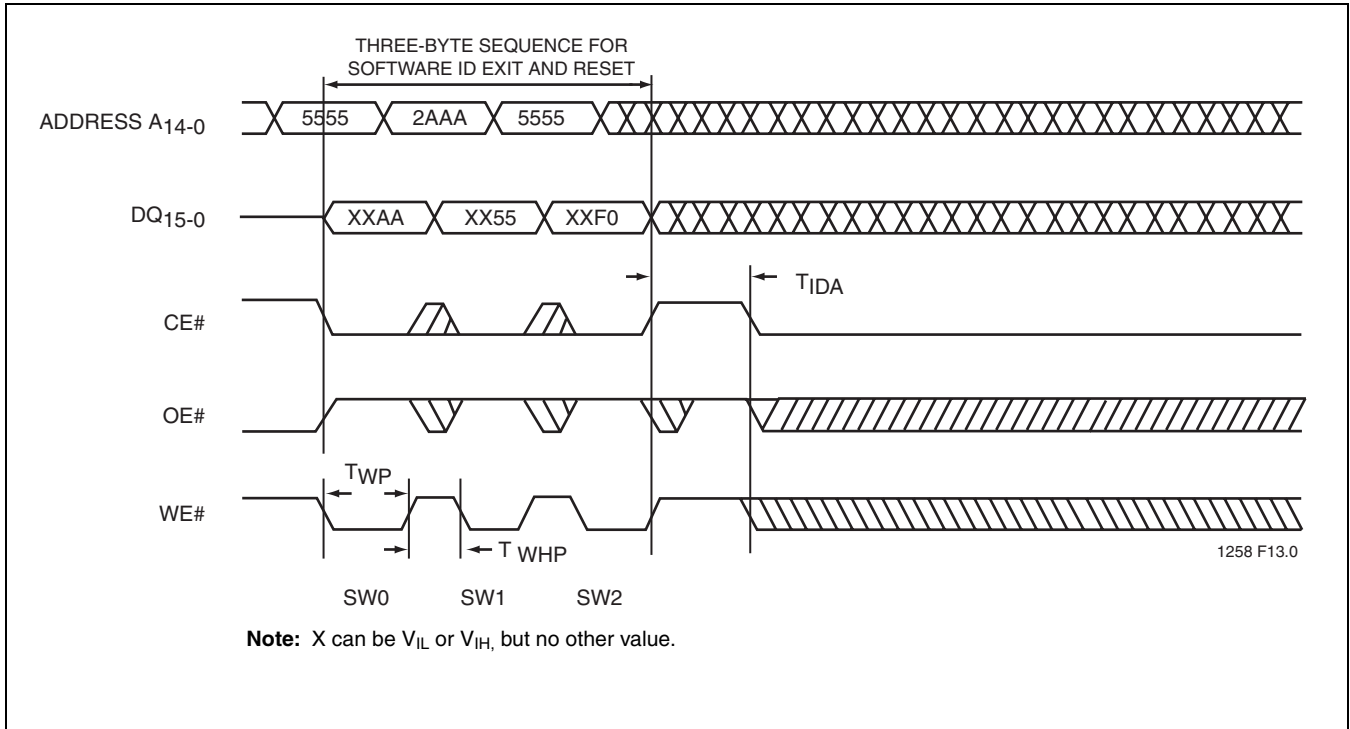 THREE-BYTE SEQUENCE FOR
SOFTWARE ID EXIT AND RESET
ADDRESS A14-0
5555
2AAA
5555
DQ15-0
XXAA
XX55
XXF0
TIDA
CE#
OE#
TWP
WE#
T WHP
1258 F13.0
SW0
SW1
SW2
Note: X can be VIL or VIH, but no other value.